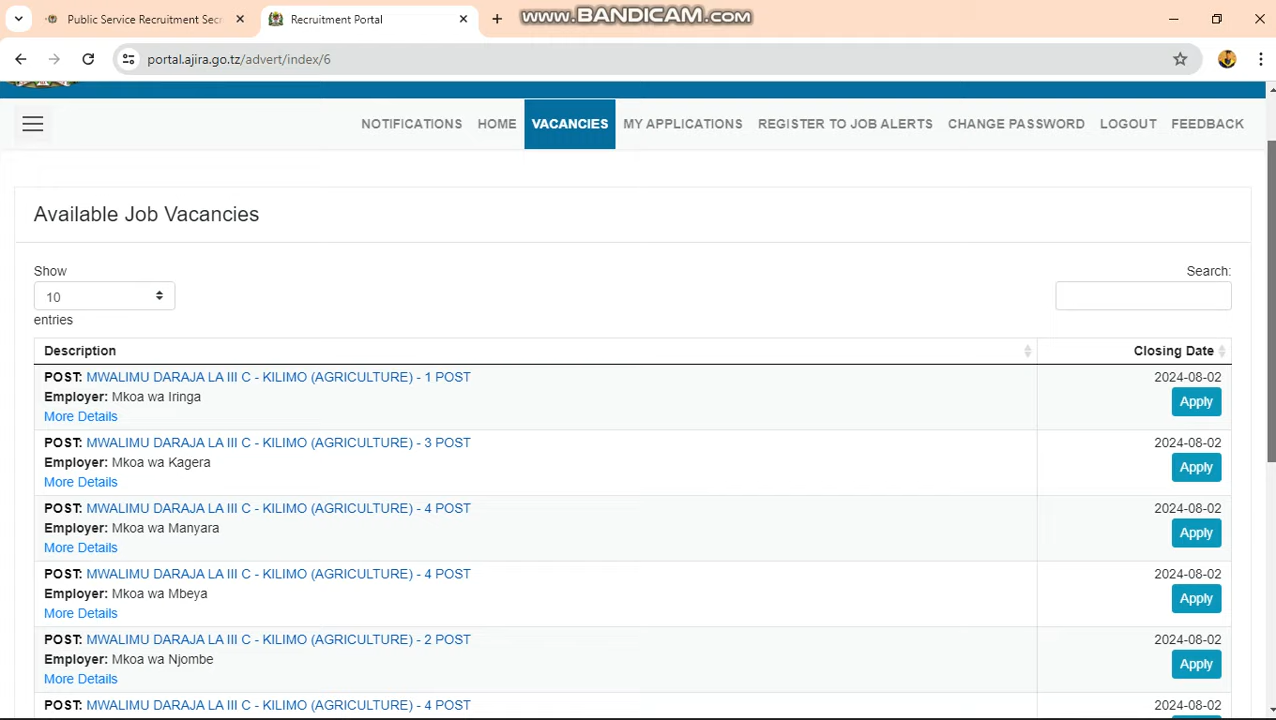 Public Service Recruitment Secr
Recruitment Portal
www.BANDICAM.com
portal.ajira.go.tz/advert/index/6
NOTIFICATIONS HOME VACANCIES MY APPLICATIONS REGISTER TO JOB ALERTS CHANGE PASSWORD LOGOUT FEEDBACK
Available Job Vacancies
Show
Search:
10
entries
Description
Closing Date
POST: MWALIMU DARAJA LA III C - KILIMO (AGRICULTURE) - 1 POST
2024-08-02
Employer: Mkoa wa Iringa
Apply
More Details
POST: MWALIMU DARAJA LA III C - KILIMO (AGRICULTURE) - 3 POST
2024-08-02
Employer: Mkoa wa Kagera
Apply
More Details
POST: MWALIMU DARAJA LA III C - KILIMO (AGRICULTURE) - 4 POST
2024-08-02
Employer: Mkoa wa Manyara
Apply
More Details
POST: MWALIMU DARAJA LA III C - KILIMO (AGRICULTURE) - 4 POST
2024-08-02
Employer: Mkoa wa Mbeya
Apply
More Details
POST: MWALIMU DARAJA LA III C - KILIMO (AGRICULTURE) - 2 POST
2024-08-02
Employer: Mkoa wa Njombe
Apply
More Details
POST: MWALIMU DARAJA LA III C - KILIMO (AGRICULTURE) - 4 POST
2024-08-02